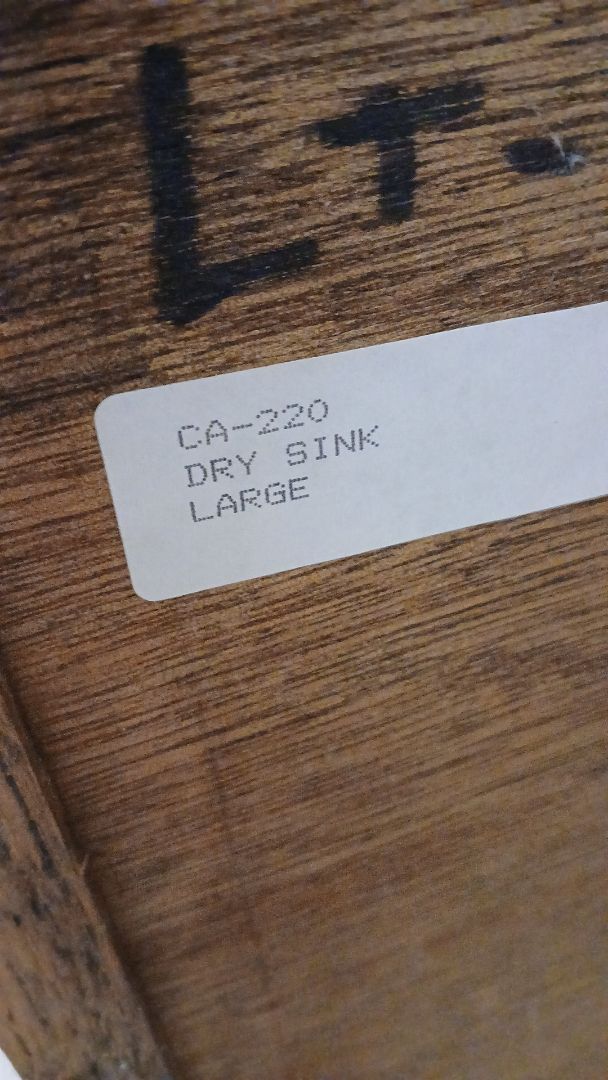 LT.
CA-220
DRY SINK
LARGE